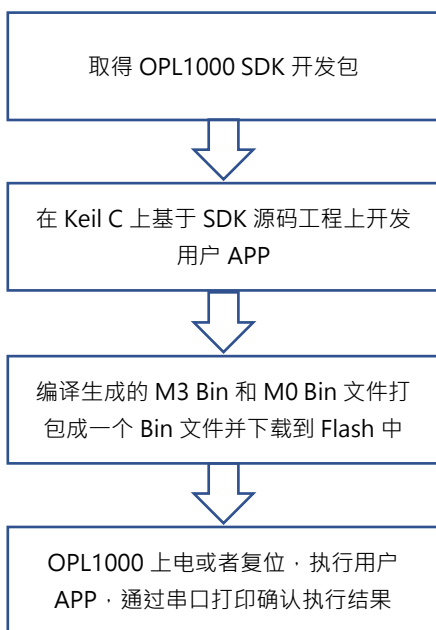 取得 OPL1000 SDK 开发包
在 Keil C 上基于 SDK 源码工程上开发
用户 APP
编译生成的 M3 Bin 和 M0 Bin 文件打
包成一个 Bin 文件并下载到 Flash 中
OPL1000 上电或者复位，执行用户
APP，通过串口打印确认执行结果